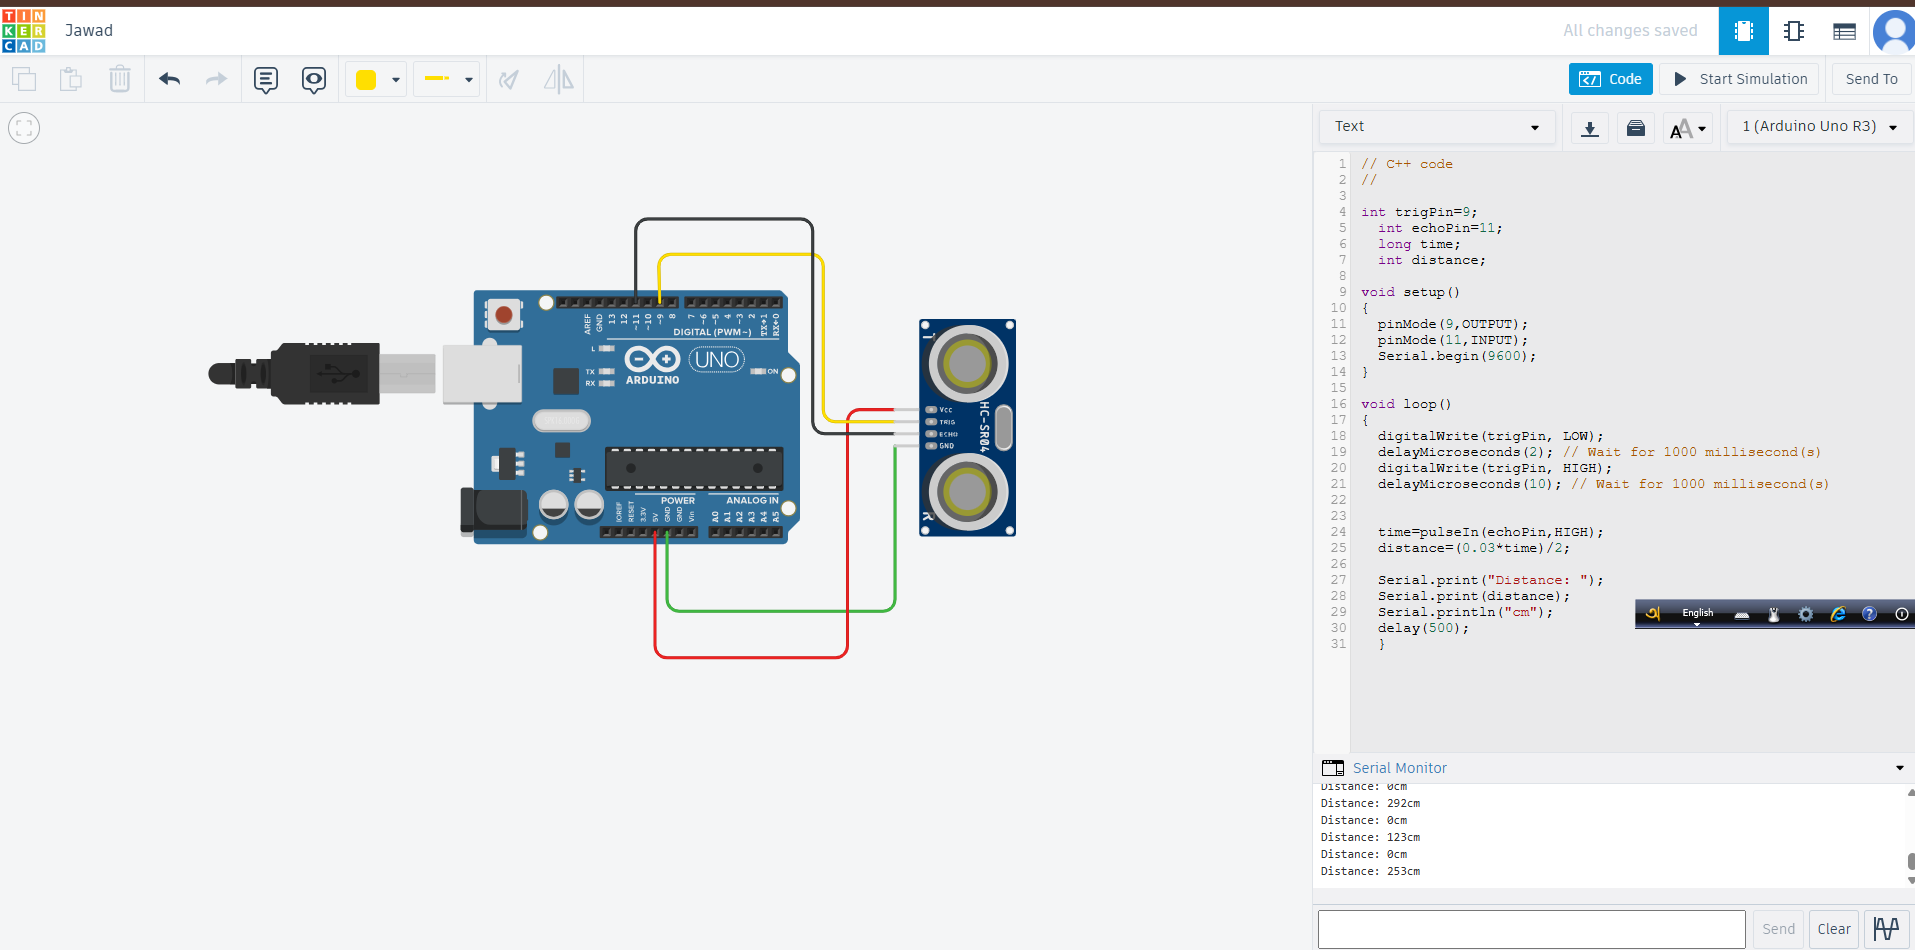 TINKERCAD
Jawad
All changes saved
Code
Start Simulation
Send To
Text
1 (Arduino Uno R3)
1 // C++ code
2 //
3
4 int trigPin=9;
5 int echoPin=11;
6 long time;
7 int distance;
8
9 void setup()
10 {
11 pinMode(9,OUTPUT);
12 pinMode(11,INPUT);
13 Serial.begin(9600);
14 }
15
16 void loop()
17 {
18 digitalWrite(trigPin, LOW);
19 delayMicroseconds(2); // Wait for 1000 millisecond(s)
20 digitalWrite(trigPin, HIGH);
21 delayMicroseconds(10); // Wait for 1000 millisecond(s)
22
23
24 time=pulseIn(echoPin,HIGH);
25 distance=(0.03*time)/2;
26
27 Serial.print("Distance: ");
28 Serial.print(distance);
29 Serial.println("cm");
30 delay(500);
31 }
English
AREF GND 13 12 ~11 ~10 ~9 8 7 ~6 ~5 4 ~3 2 TX→1 RX←0
DIGITAL (PWM~)
L
TX
RX
UNO
ARDUINO
ON
POWER
ANALOG IN
IOREF RESET 3.3V 5V GND GND Vin A0 A1 A2 A3 A4 A5
T
HC-SR04
Vcc
TRIG
ECHO
GND
R
Serial Monitor
Distance: 0cm
Distance: 292cm
Distance: 0cm
Distance: 123cm
Distance: 0cm
Distance: 253cm
Send
Clear